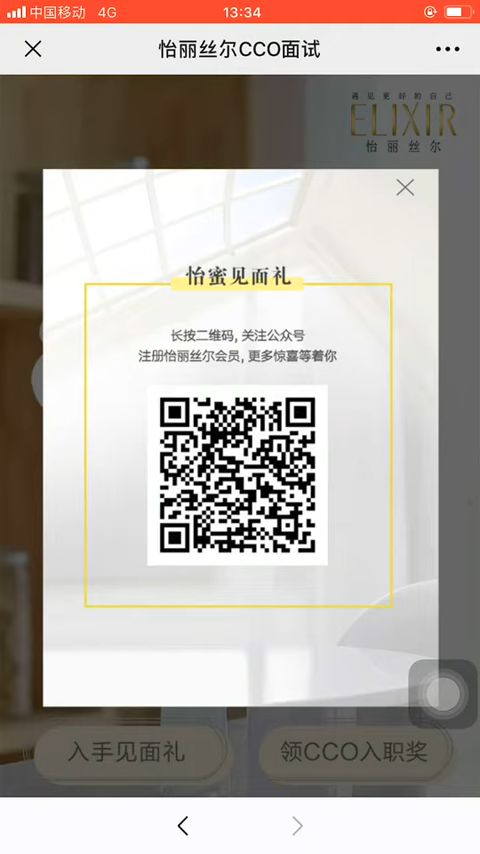 中国移动 4G 13:34
怡丽丝尔CCO面试
遇见更好的自己
ELIXIR
怡丽丝尔
怡蜜见面礼
长按二维码, 关注公众号
注册怡丽丝尔会员, 更多惊喜等着你
入手见面礼
领CCO入职奖